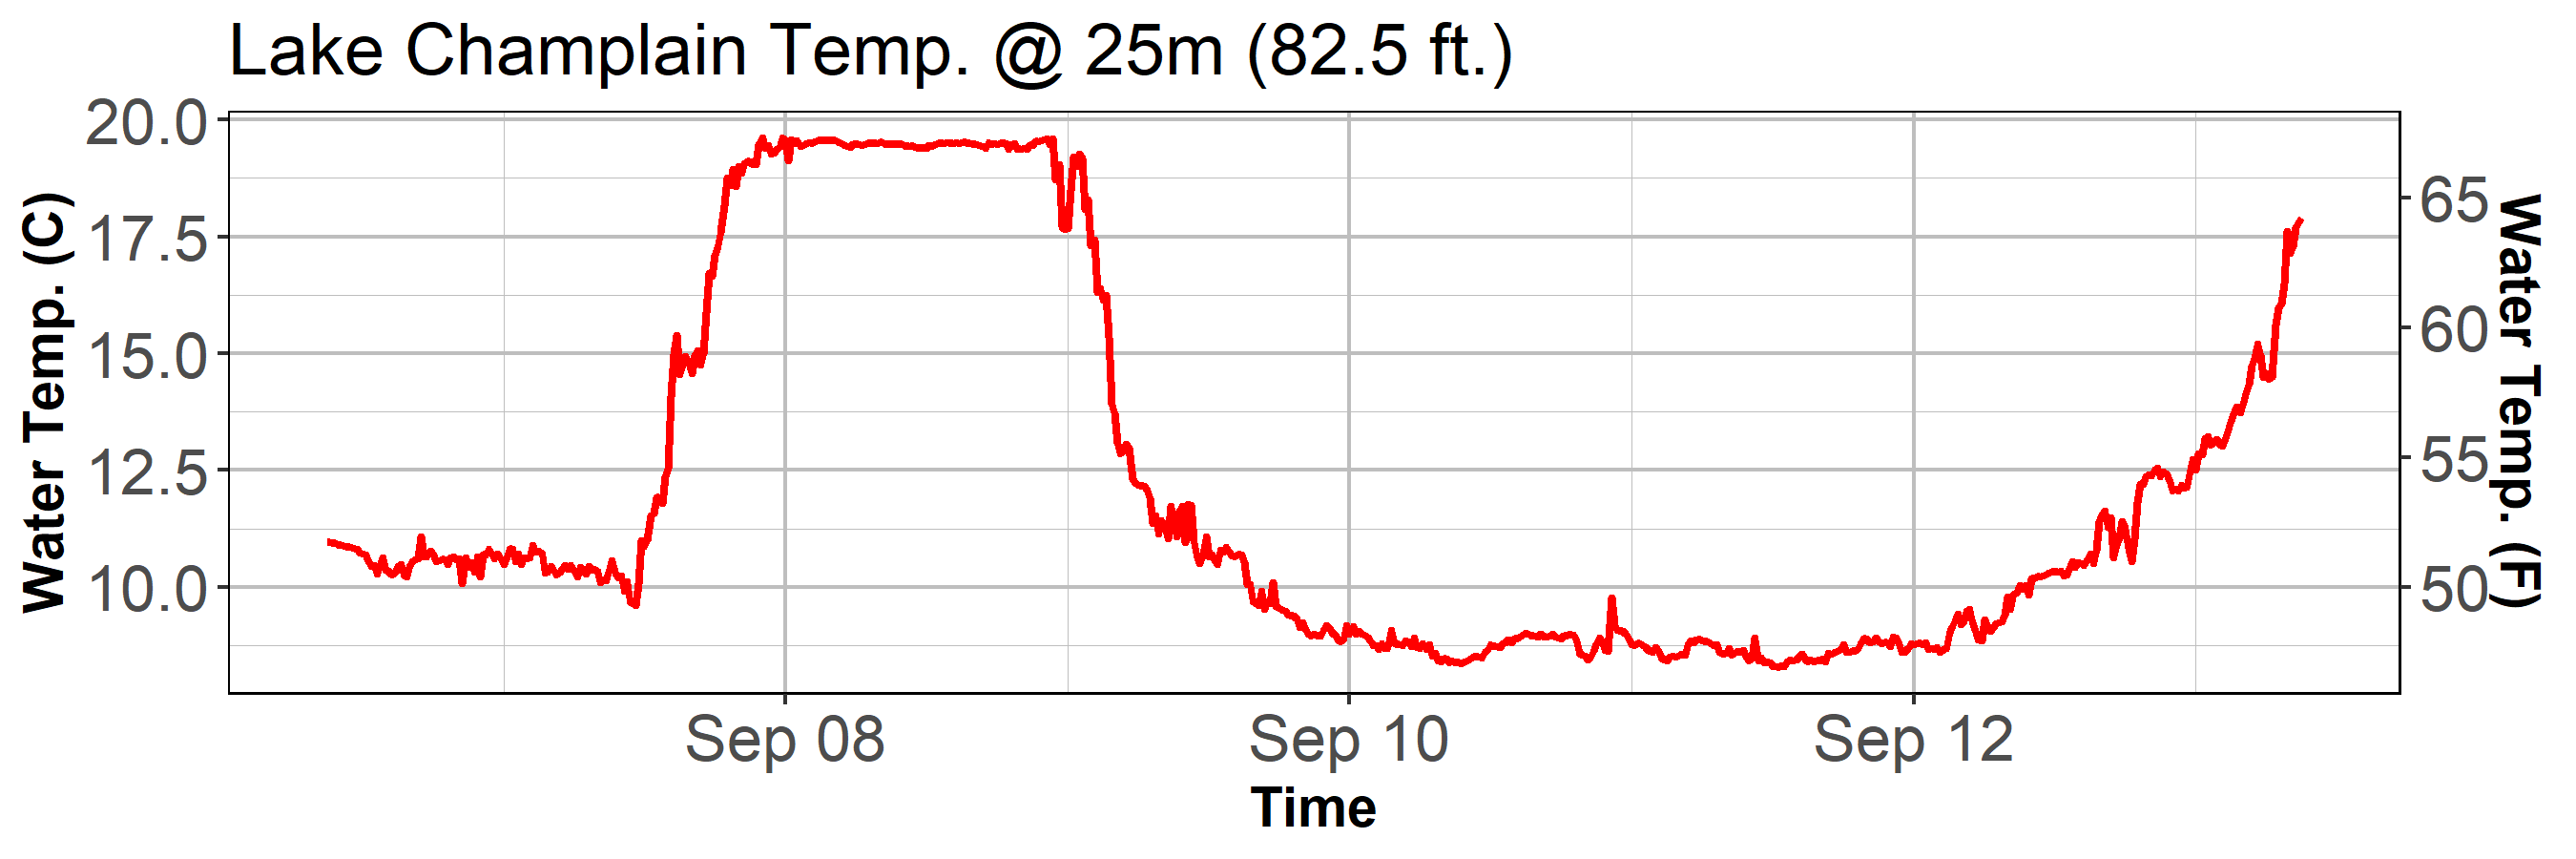 Lake Champlain Temp. @ 25m (82.5 ft.)
Water Temp. (C)
20.0
17.5
15.0
12.5
10.0
65
60
55
50
Water Temp. (F)
Sep 08 Sep 10 Sep 12
Time